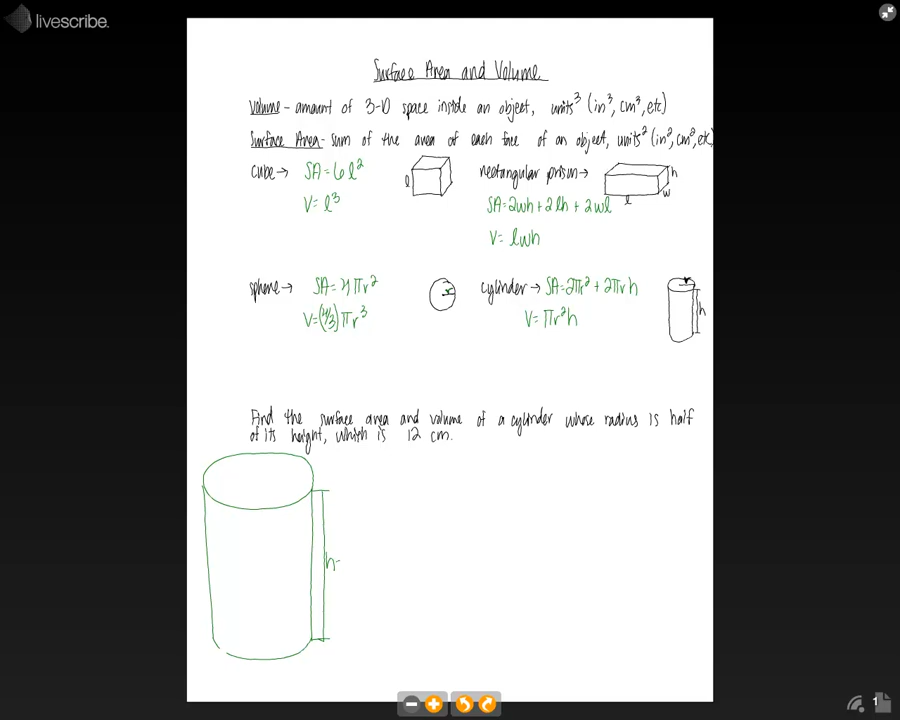 livescribe.
Surface Area and Volume
Volume - amount of 3-D space inside an object, units³ (in³, cm³, etc)
Surface Area - sum of the area of each face of an object, units² (in², cm², etc)
cube → SA = 6l²
V = l³
l
rectangular prism →
SA = 2wh + 2lh + 2wl
V = lwh
h
w
l
sphere → SA = 4πr²
V = (4/3)πr³
r
cylinder → SA = 2πr² + 2πrh
V = πr²h
r
h
Find the surface area and volume of a cylinder whose radius is half
of its height, which is 12 cm.
h-
1